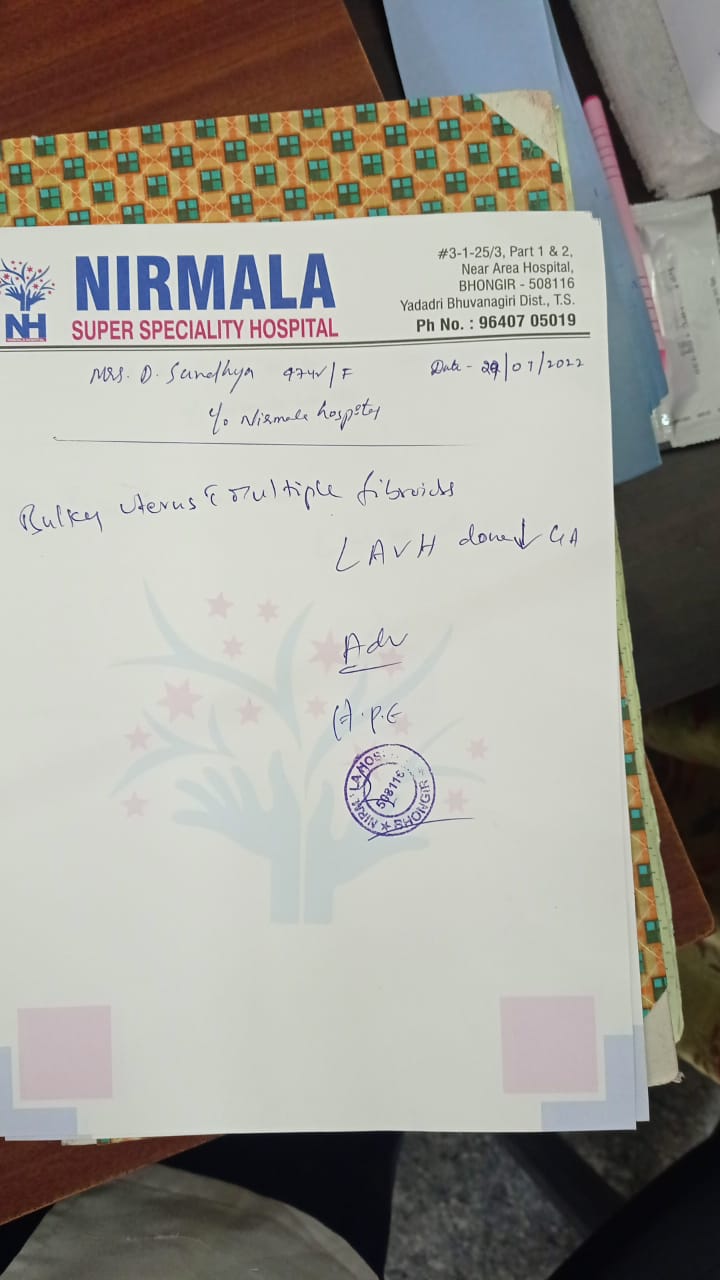 NIRMALA
SUPER SPECIALITY HOSPITAL
NH
#3-1-25/3, Part 1 & 2,
Near Area Hospital,
BHONGIR - 508116
Yadadri Bhuvanagiri Dist., T.S.
Ph No. : 96407 05019
Mrs. D. Sandhya /F Date - 29/07/2022
c/o Nirmala hospital
Bulky uterus c̄ multiple fibroids
LAVH done↓ GA
Adv
H.P.E
508116
BHONGIR